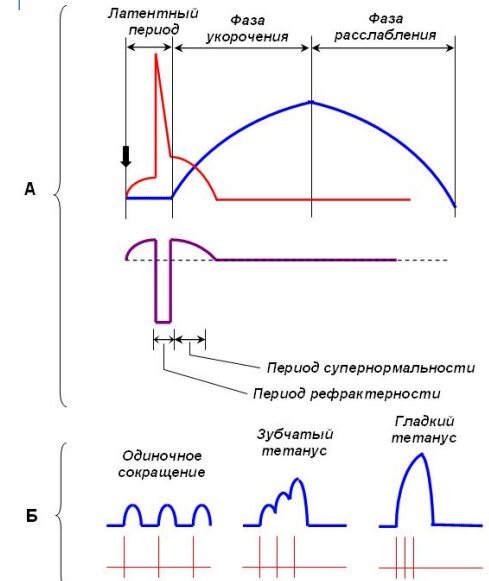 Латентный
период
Фаза
укорочения
Фаза
расслабления
А
Период супернормальности
Период рефрактерности
Одиночное
сокращение
Зубчатый
тетанус
Гладкий
тетанус
Б